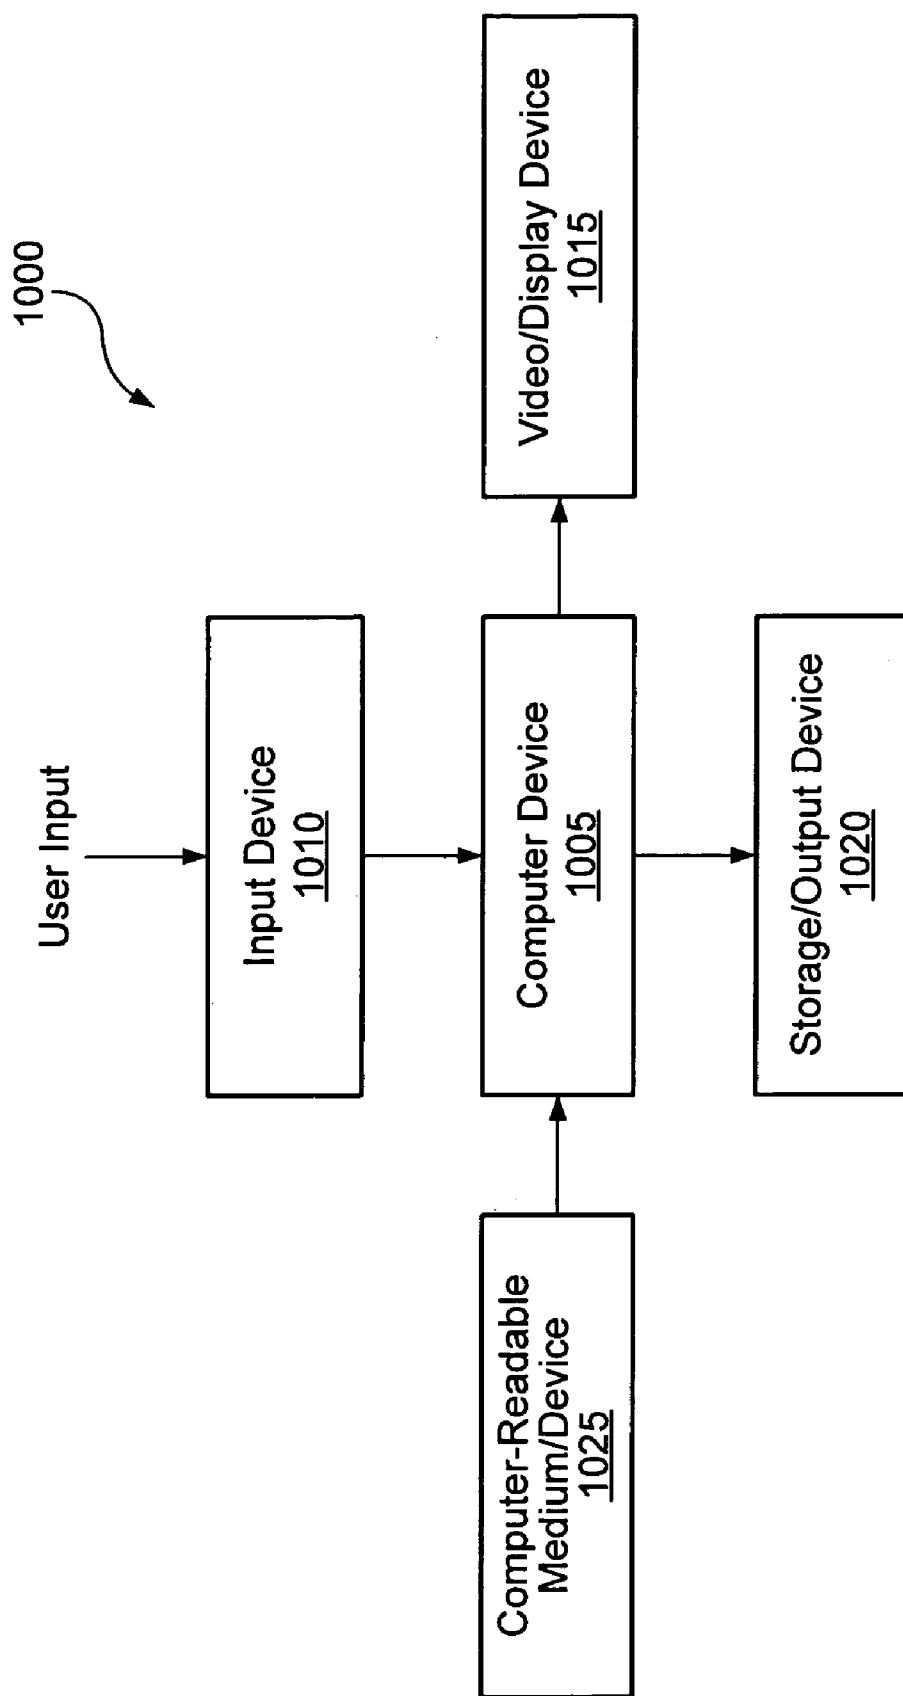 1000
User Input
Input Device
1010
Computer-Readable
Medium/Device
1025
Computer Device
1005
Video/Display Device
1015
Storage/Output Device
1020